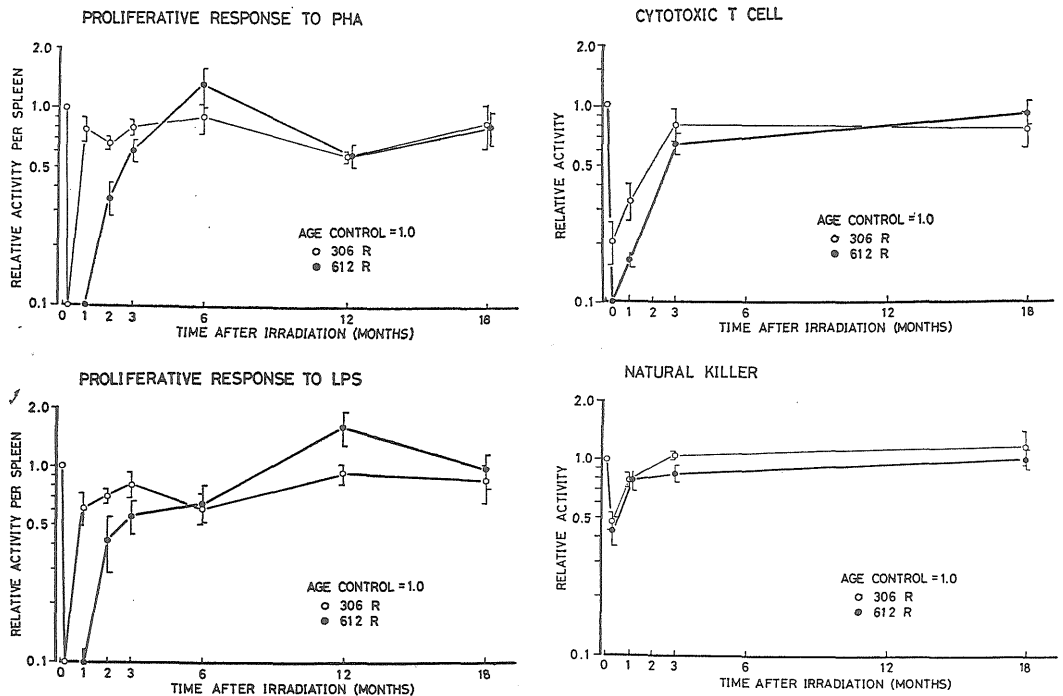 PROLIFERATIVE RESPONSE TO PHA
RELATIVE ACTIVITY PER SPLEEN
2.0
1.0
0.5
0.1
AGE CONTROL = 1.0
306 R
612 R
0 1 2 3 6 12 18
TIME AFTER IRRADIATION (MONTHS)
CYTOTOXIC T CELL
RELATIVE ACTIVITY
2.0
1.0
0.5
0.1
AGE CONTROL = 1.0
306 R
612 R
0 1 2 3 6 12 18
TIME AFTER IRRADIATION (MONTHS)
PROLIFERATIVE RESPONSE TO LPS
RELATIVE ACTIVITY PER SPLEEN
2.0
1.0
0.5
0.1
AGE CONTROL = 1.0
306 R
612 R
0 1 2 3 6 12 18
TIME AFTER IRRADIATION (MONTHS)
NATURAL KILLER
RELATIVE ACTIVITY
2.0
1.0
0.5
0.1
AGE CONTROL = 1.0
306 R
612 R
0 1 2 3 6 12 18
TIME AFTER IRRADIATION (MONTHS)